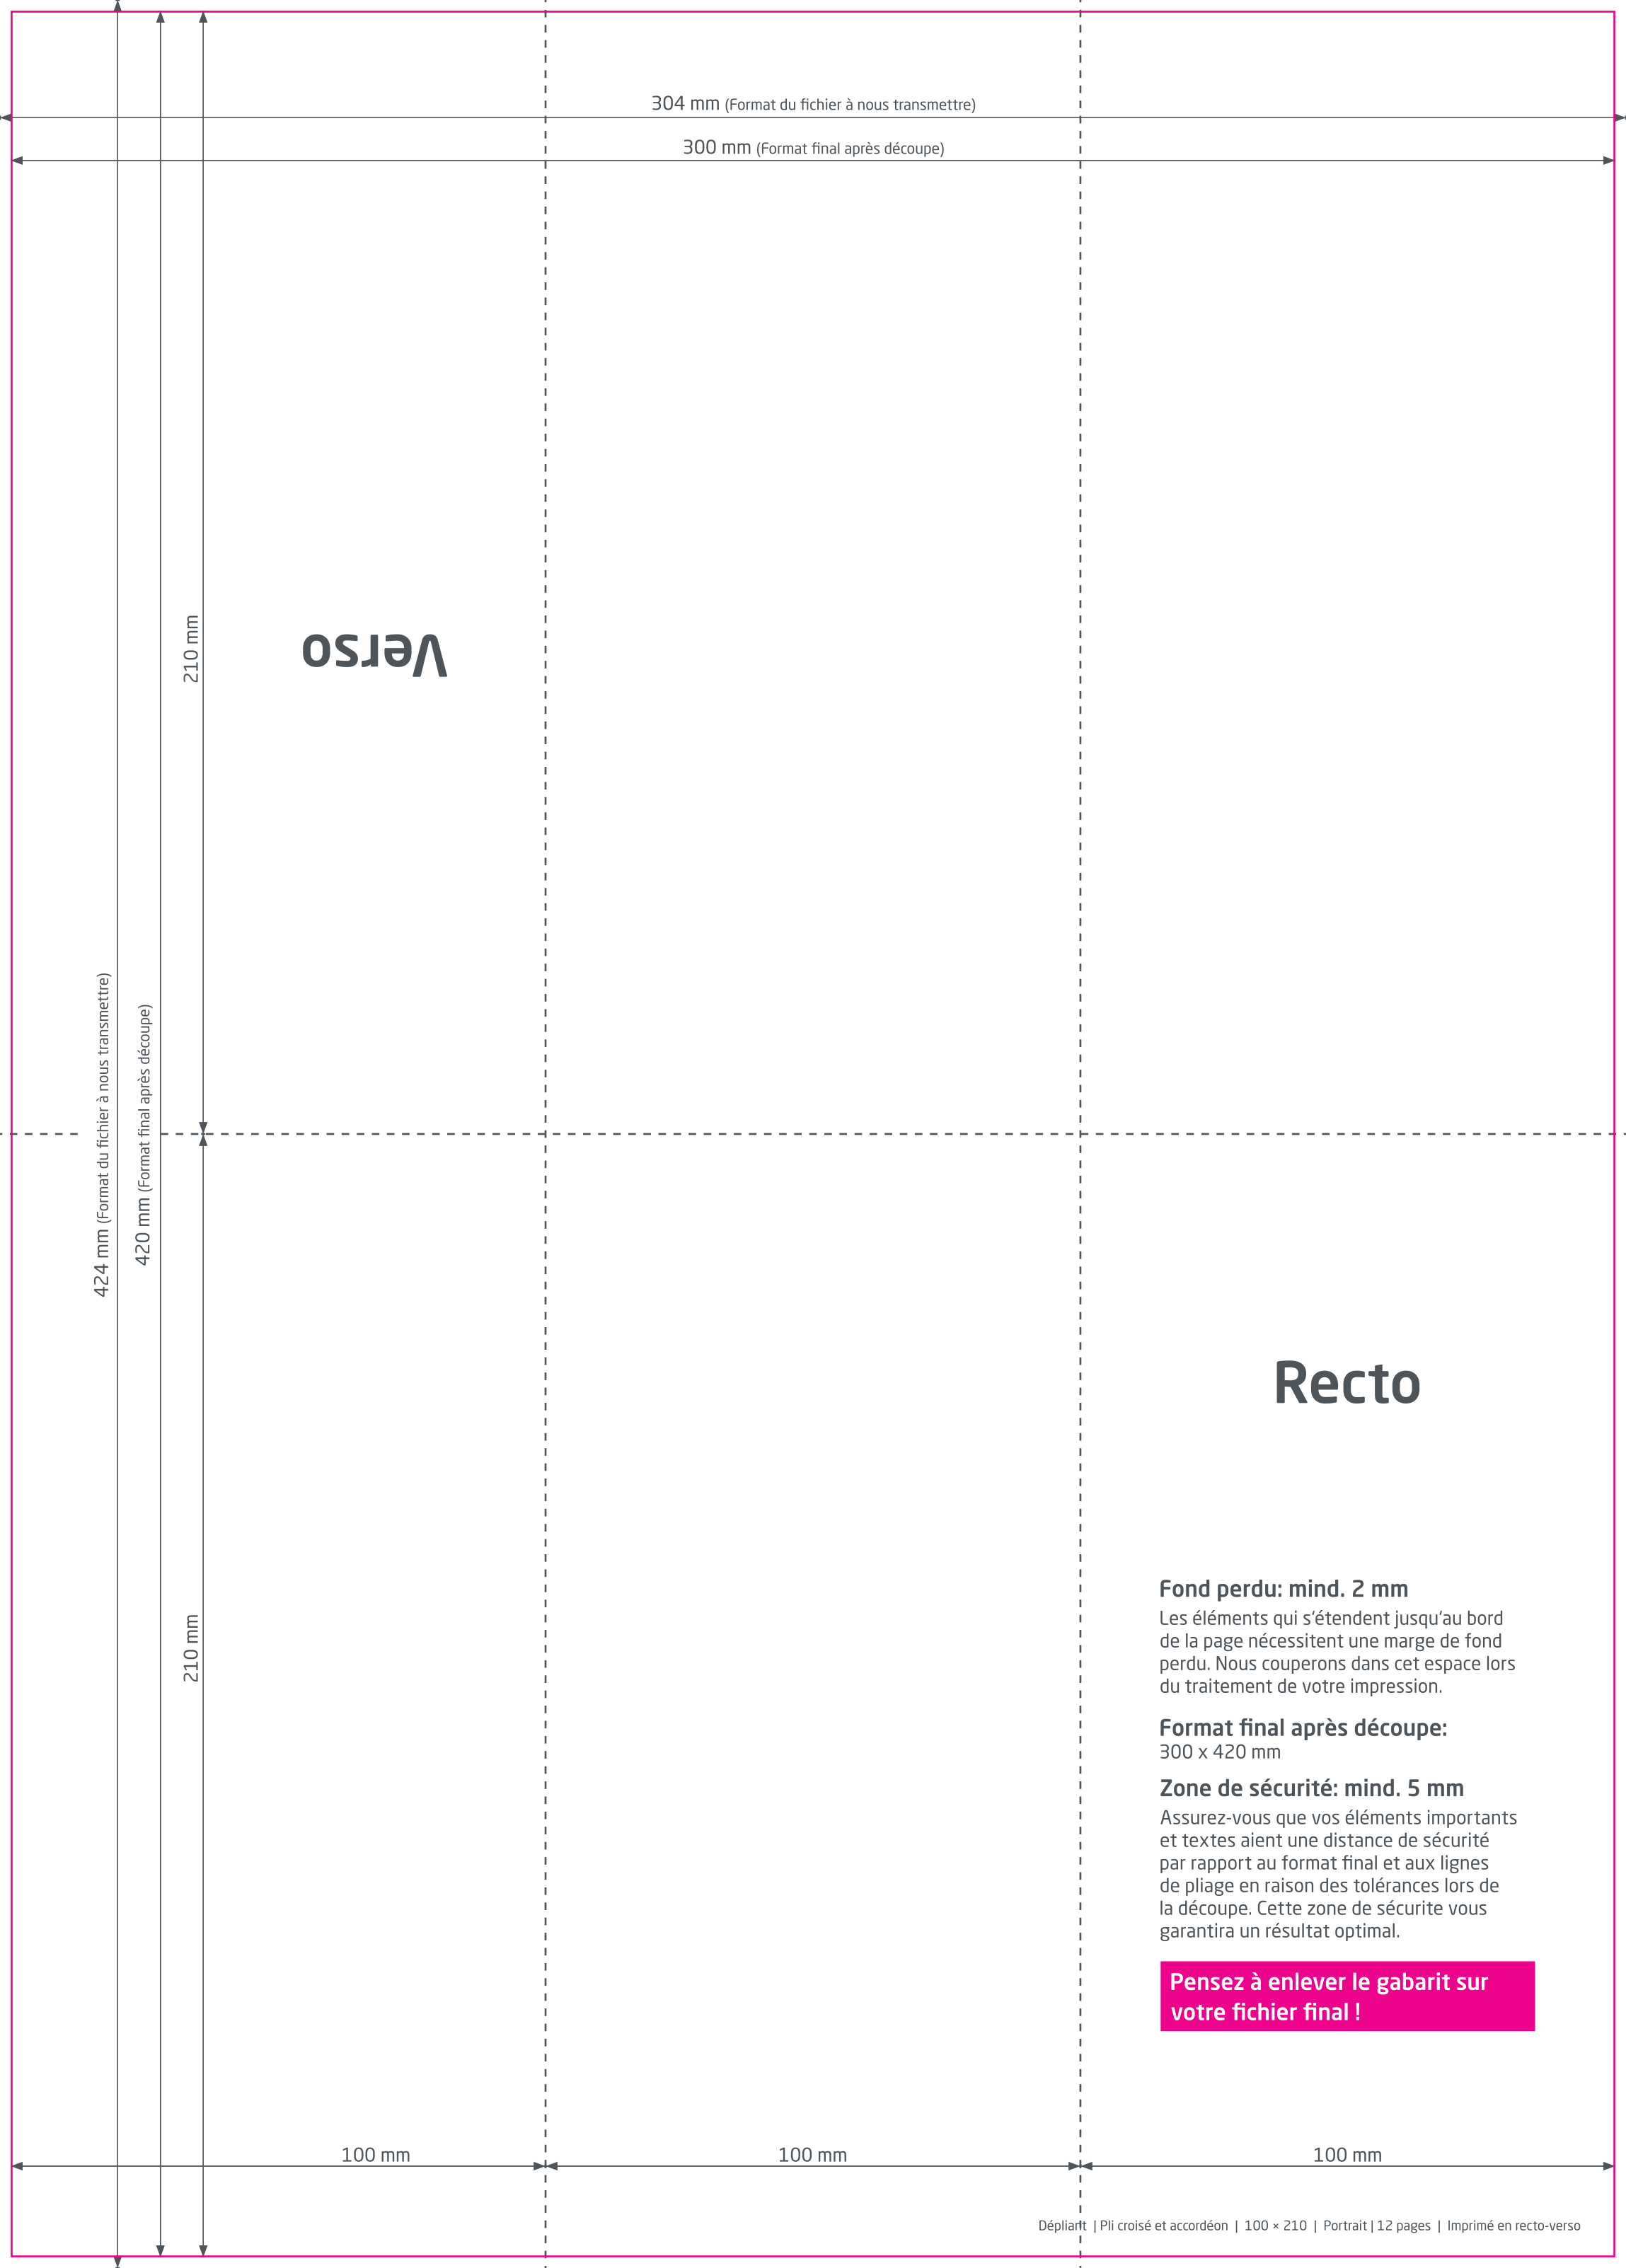 304 mm (Format du fichier à nous transmettre)
300 mm (Format final après découpe)
210 mm
Verso
424 mm (Format du fichier à nous transmettre)
420 mm (Format final après découpe)
Recto
210 mm
Fond perdu: mind. 2 mm
Les éléments qui s‘étendent jusqu‘au bord
de la page nécessitent une marge de fond
perdu. Nous couperons dans cet espace lors
du traitement de votre impression.
Format final après découpe:
300 x 420 mm
Zone de sécurité: mind. 5 mm
Assurez-vous que vos éléments importants
et textes aient une distance de sécurité
par rapport au format final et aux lignes
de pliage en raison des tolérances lors de
la découpe. Cette zone de sécurite vous
garantira un résultat optimal.
Pensez à enlever le gabarit sur
votre fichier final !
100 mm
100 mm
100 mm
Dépliant | Pli croisé et accordéon | 100 × 210 | Portrait | 12 pages | Imprimé en recto-verso